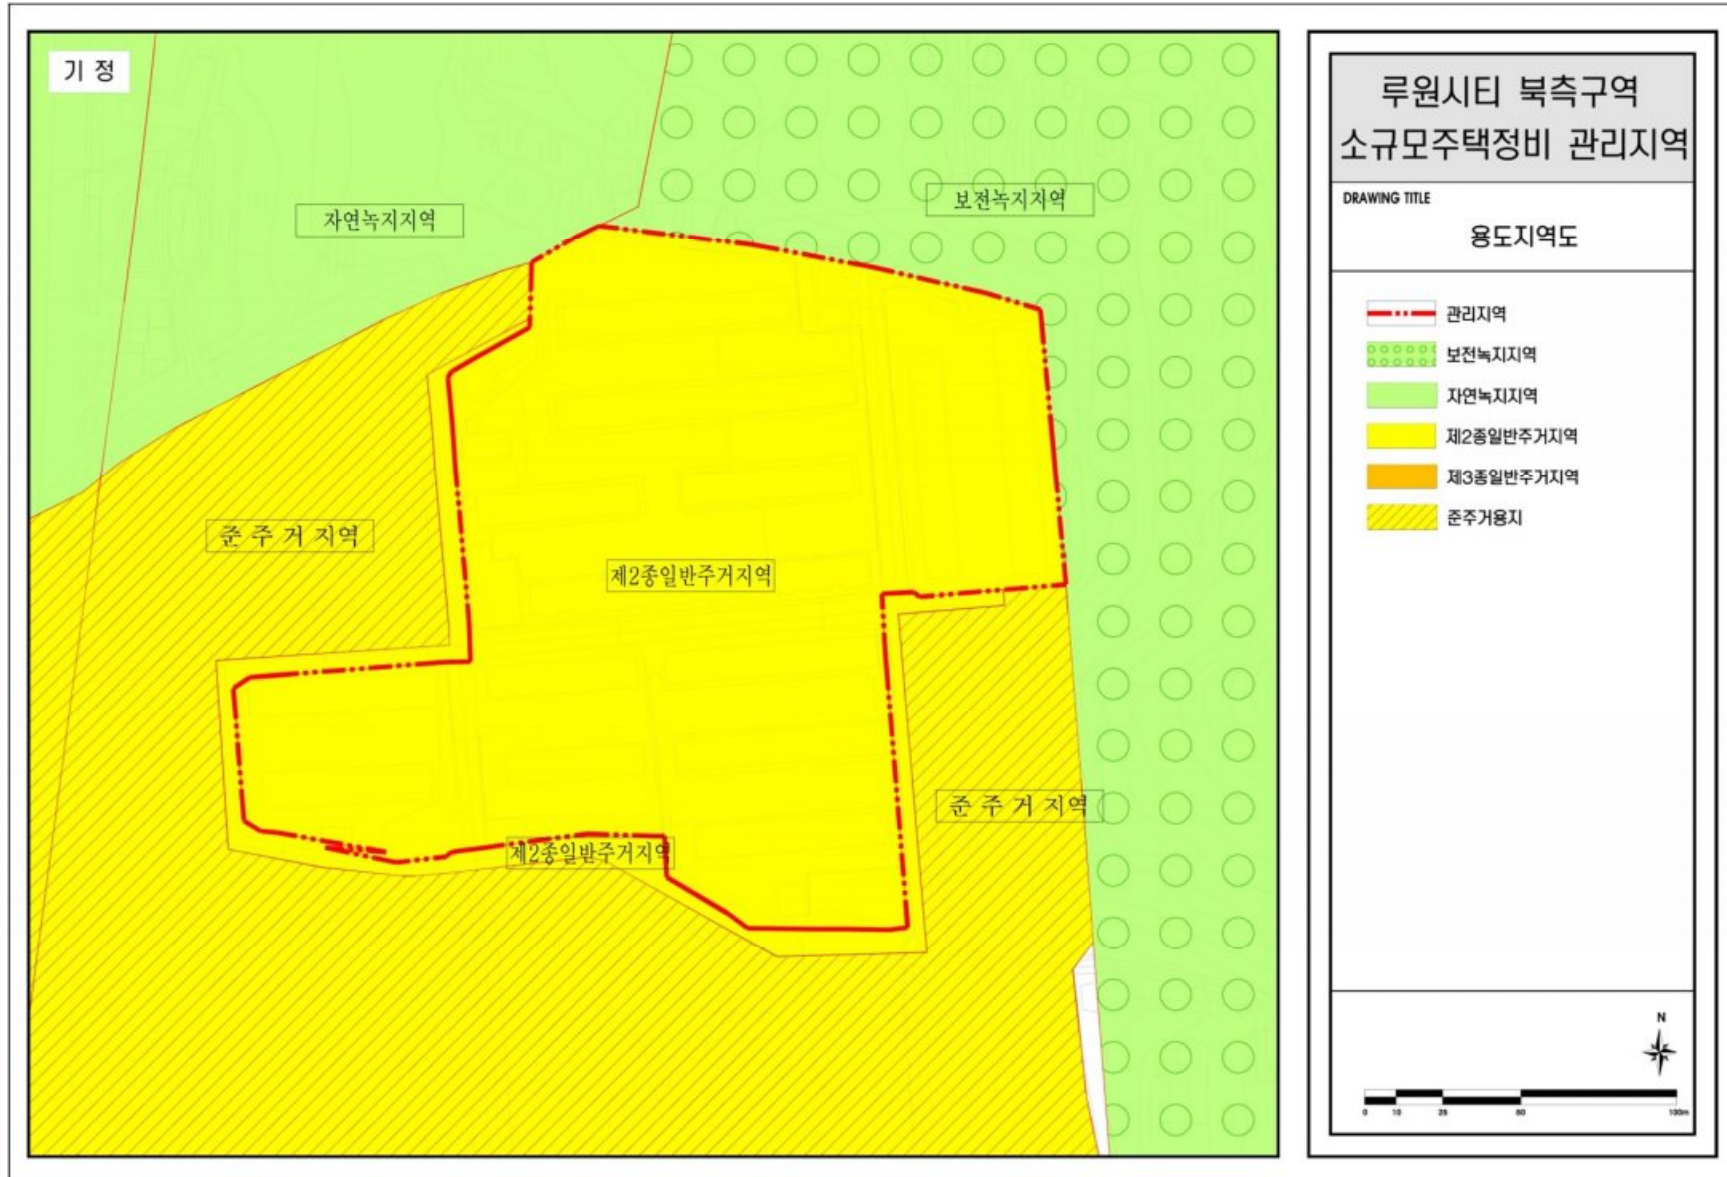 기 정
자연녹지지역
보전녹지지역
준 주 거 지역
제2종일반주거지역
준 주 거 지역
제2종일반주거지역
루원시티 북측구역
소규모주택정비 관리지역
DRAWING TITLE
용도지역도
관리지역
보전녹지지역
자연녹지지역
제2종일반주거지역
제3종일반주거지역
준주거용지
N
0 10 25 50 100m